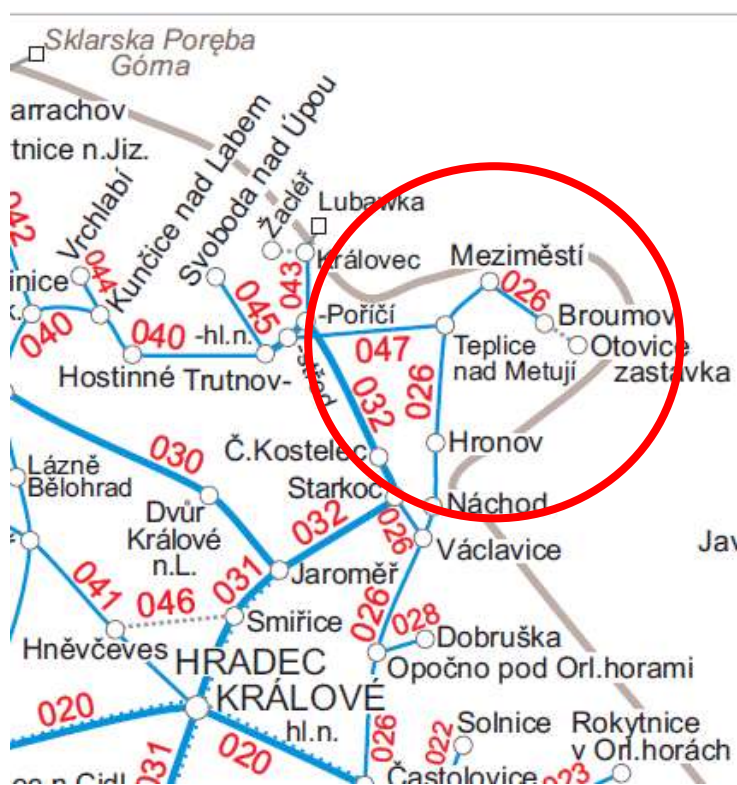 Sklarska Poręba
Górna
arrachov
tnice n.Jiz.
042
Vrchlabí
044
Kunčice nad Labem
Svoboda nad Úpou
Žacléř
Lubawka
Královec
043
Meziměstí
026
inice
k.
040
040
045
-hl.n.
-Poříčí
-střed
047
Broumov
Otovice
zastávka
Teplice
nad Metují
Hostinné
Trutnov-
032
026
Č.Kostelec
Hronov
030
Lázně
Bělohrad
Starkoč
Náchod
Dvůr
Králové
n.L.
032
026
Václavice
Jav
031
Jaroměř
041
046
Smiřice
026
028
Dobruška
Hněvčeves
HRADEC
KRÁLOVÉ
hl.n.
Opočno pod Orl.horami
020
020
031
026
022
Solnice
Rokytnice
v Orl.horách
Častolovice
023